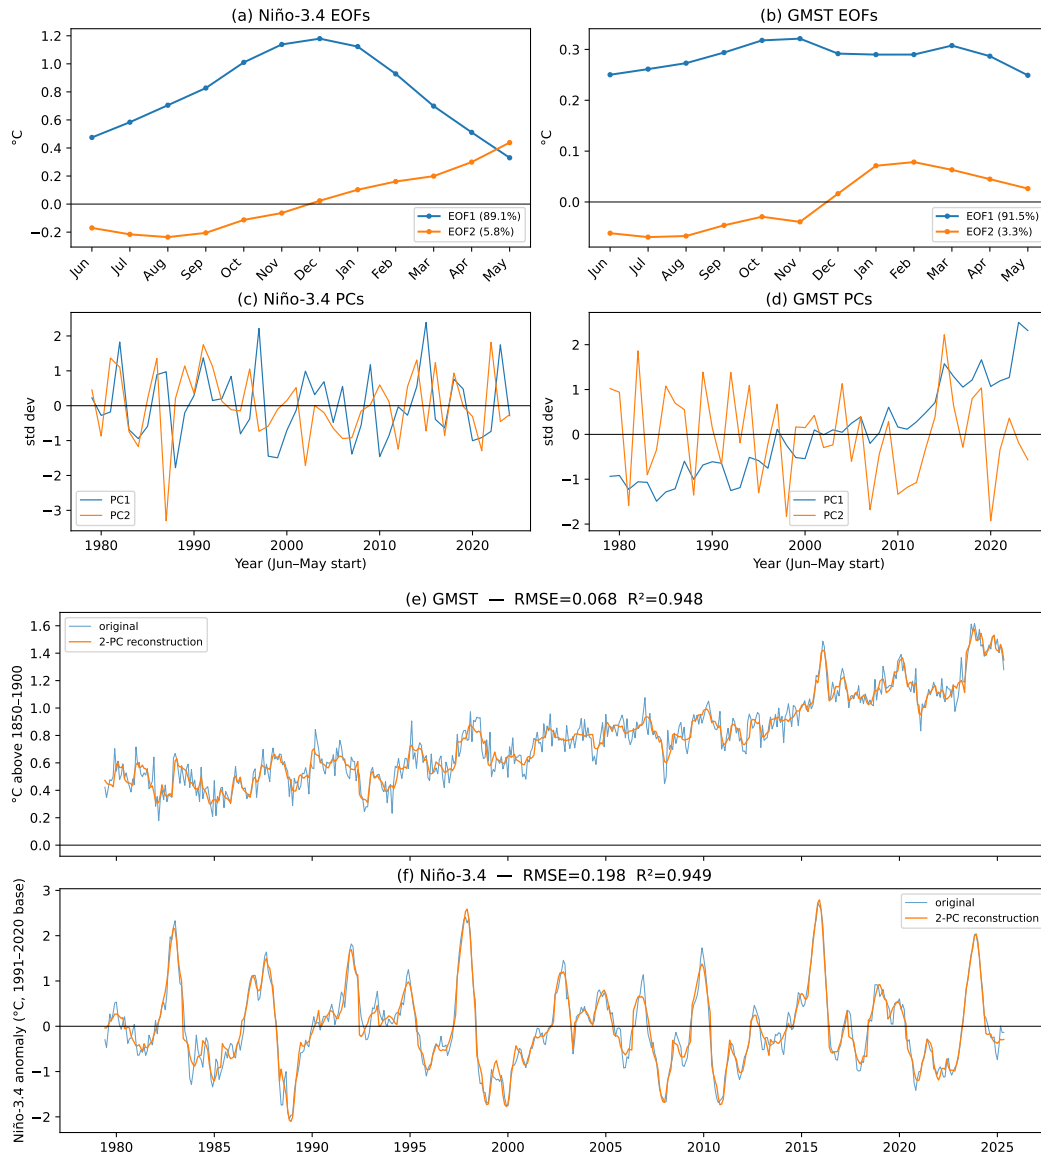 (a) Niño-3.4 EOFs
1.2
1.0
0.8
0.6
0.4
0.2
0.0
−0.2
°C
Jun
Jul
Aug
Sep
Oct
Nov
Dec
Jan
Feb
Mar
Apr
May
EOF1 (89.1%)
EOF2 (5.8%)
(b) GMST EOFs
0.3
0.2
0.1
0.0
°C
Jun
Jul
Aug
Sep
Oct
Nov
Dec
Jan
Feb
Mar
Apr
May
EOF1 (91.5%)
EOF2 (3.3%)
(c) Niño-3.4 PCs
2
1
0
−1
−2
−3
std dev
PC1
PC2
1980
1990
2000
2010
2020
Year (Jun–May start)
(d) GMST PCs
2
1
0
−1
−2
std dev
PC1
PC2
1980
1990
2000
2010
2020
Year (Jun–May start)
(e) GMST — RMSE=0.068 R²=0.948
1.6
1.4
1.2
1.0
0.8
0.6
0.4
0.2
0.0
°C above 1850–1900
original
2-PC reconstruction
(f) Niño-3.4 — RMSE=0.198 R²=0.949
3
2
1
0
−1
−2
Niño-3.4 anomaly (°C, 1991–2020 base)
original
2-PC reconstruction
1980
1985
1990
1995
2000
2005
2010
2015
2020
2025